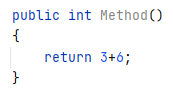 public int Method()
{
    return 3+6;
}